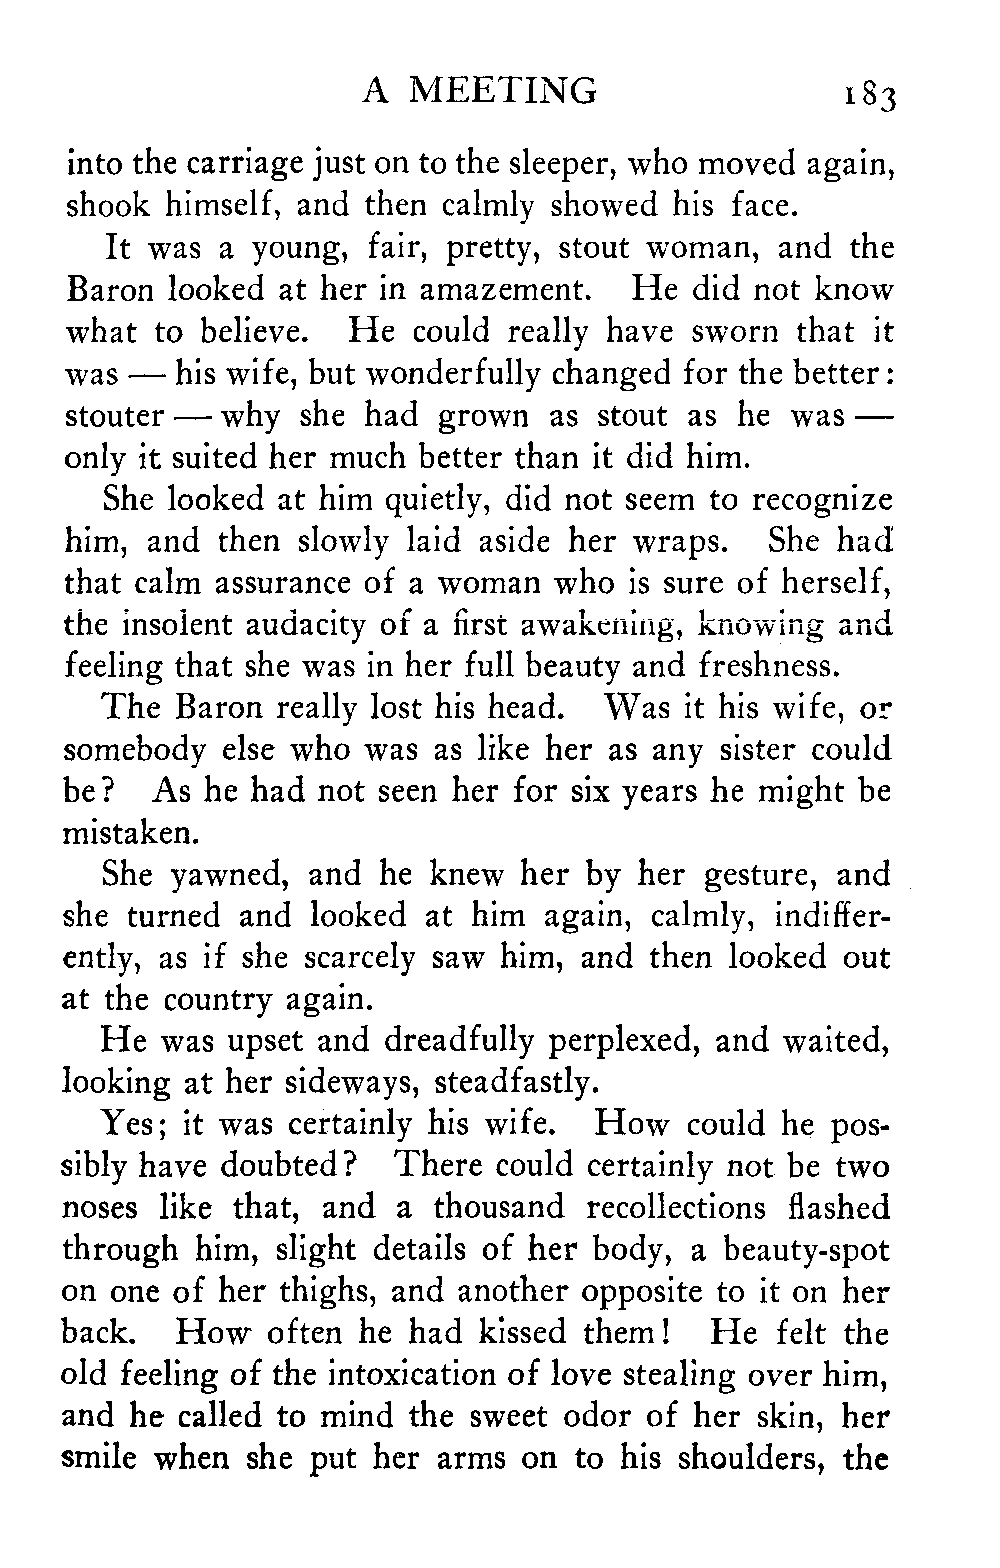 A MEETING 183
into the carriage just on to the sleeper, who moved again,
shook himself, and then calmly showed his face.
It was a young, fair, pretty, stout woman, and the
Baron looked at her in amazement. He did not know
what to believe. He could really have sworn that it
was — his wife, but wonderfully changed for the better:
stouter — why she had grown as stout as he was —
only it suited her much better than it did him.
She looked at him quietly, did not seem to recognize
him, and then slowly laid aside her wraps. She had
that calm assurance of a woman who is sure of herself,
the insolent audacity of a first awakening, knowing and
feeling that she was in her full beauty and freshness.
The Baron really lost his head. Was it his wife, or
somebody else who was as like her as any sister could
be? As he had not seen her for six years he might be
mistaken.
She yawned, and he knew her by her gesture, and
she turned and looked at him again, calmly, indiffer-
ently, as if she scarcely saw him, and then looked out
at the country again.
He was upset and dreadfully perplexed, and waited,
looking at her sideways, steadfastly.
Yes; it was certainly his wife. How could he pos-
sibly have doubted? There could certainly not be two
noses like that, and a thousand recollections flashed
through him, slight details of her body, a beauty-spot
on one of her thighs, and another opposite to it on her
back. How often he had kissed them! He felt the
old feeling of the intoxication of love stealing over him,
and he called to mind the sweet odor of her skin, her
smile when she put her arms on to his shoulders, the